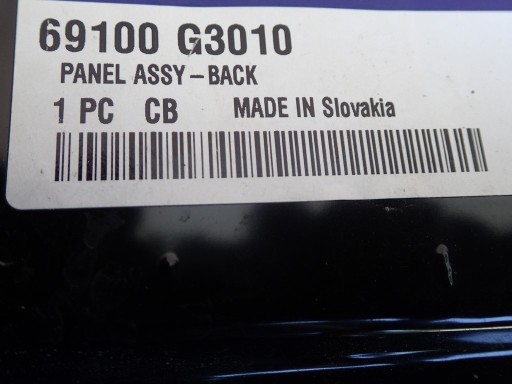 69100 G3010
PANEL ASSY-BACK
1 PC CB MADE IN Slovakia